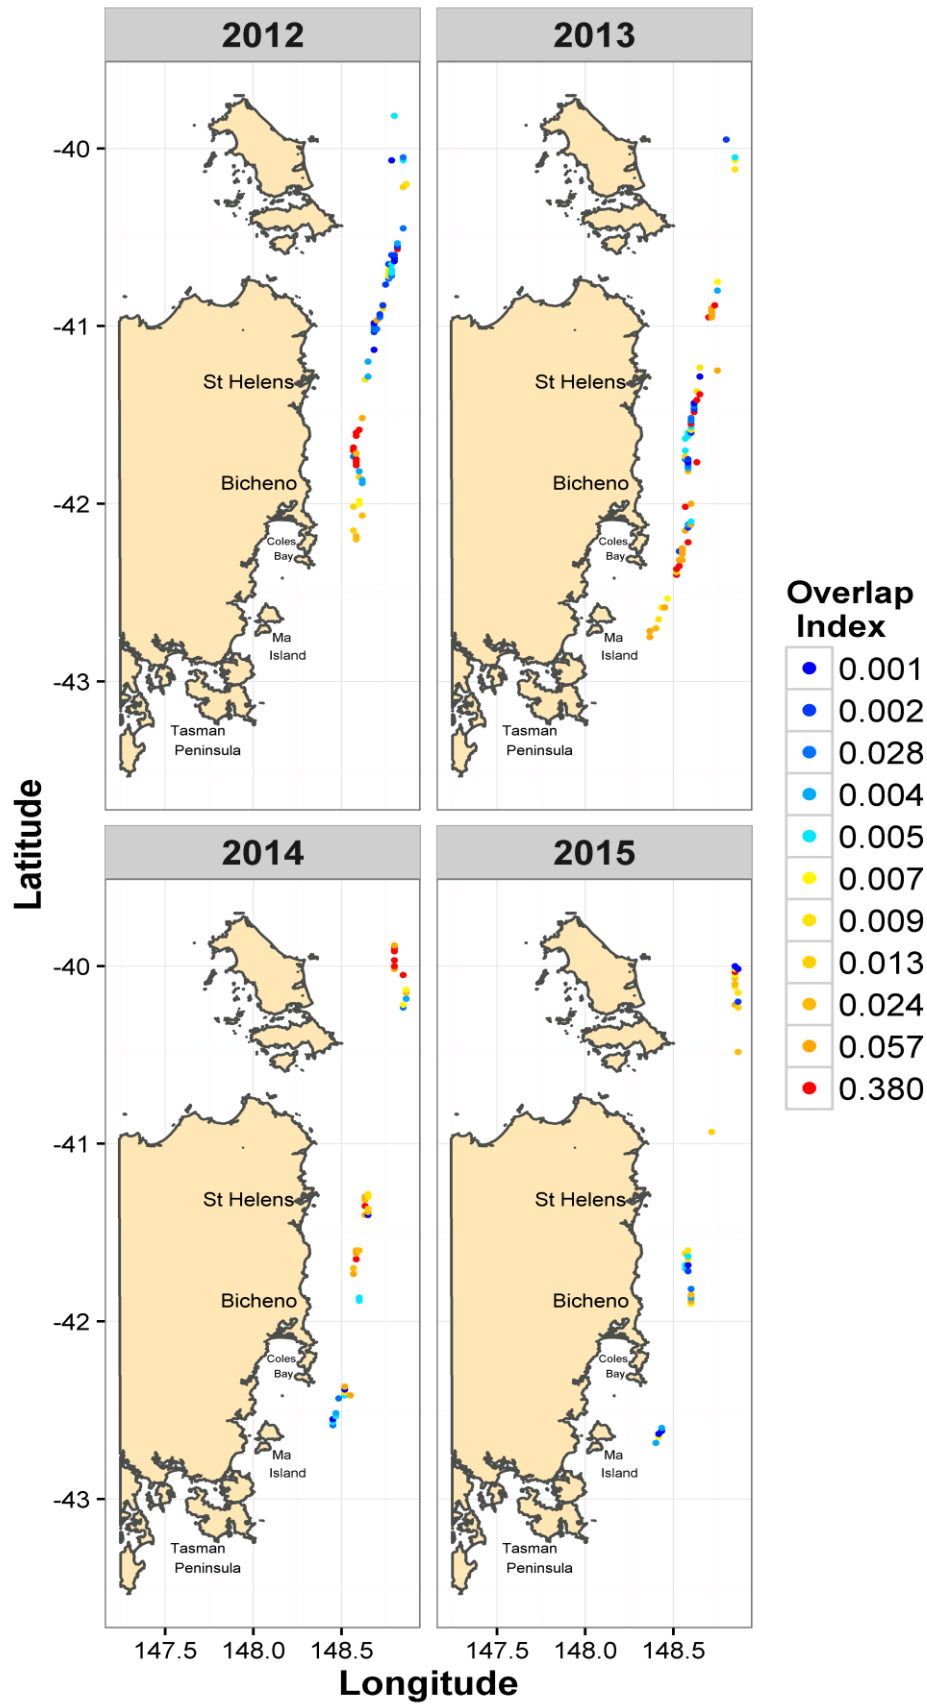 2012
2013
-40
-41
-42
-43
St Helens
Bicheno
Coles
Bay
Ma
Island
Tasman
Peninsula
St Helens
Bicheno
Coles
Bay
Ma
Island
Tasman
Peninsula
Latitude
2014
2015
-40
-41
-42
-43
St Helens
Bicheno
Coles
Bay
Ma
Island
Tasman
Peninsula
St Helens
Bicheno
Coles
Bay
Ma
Island
Tasman
Peninsula
147.5 148.0 148.5
147.5 148.0 148.5
Longitude
Overlap
Index
0.001
0.002
0.028
0.004
0.005
0.007
0.009
0.013
0.024
0.057
0.380